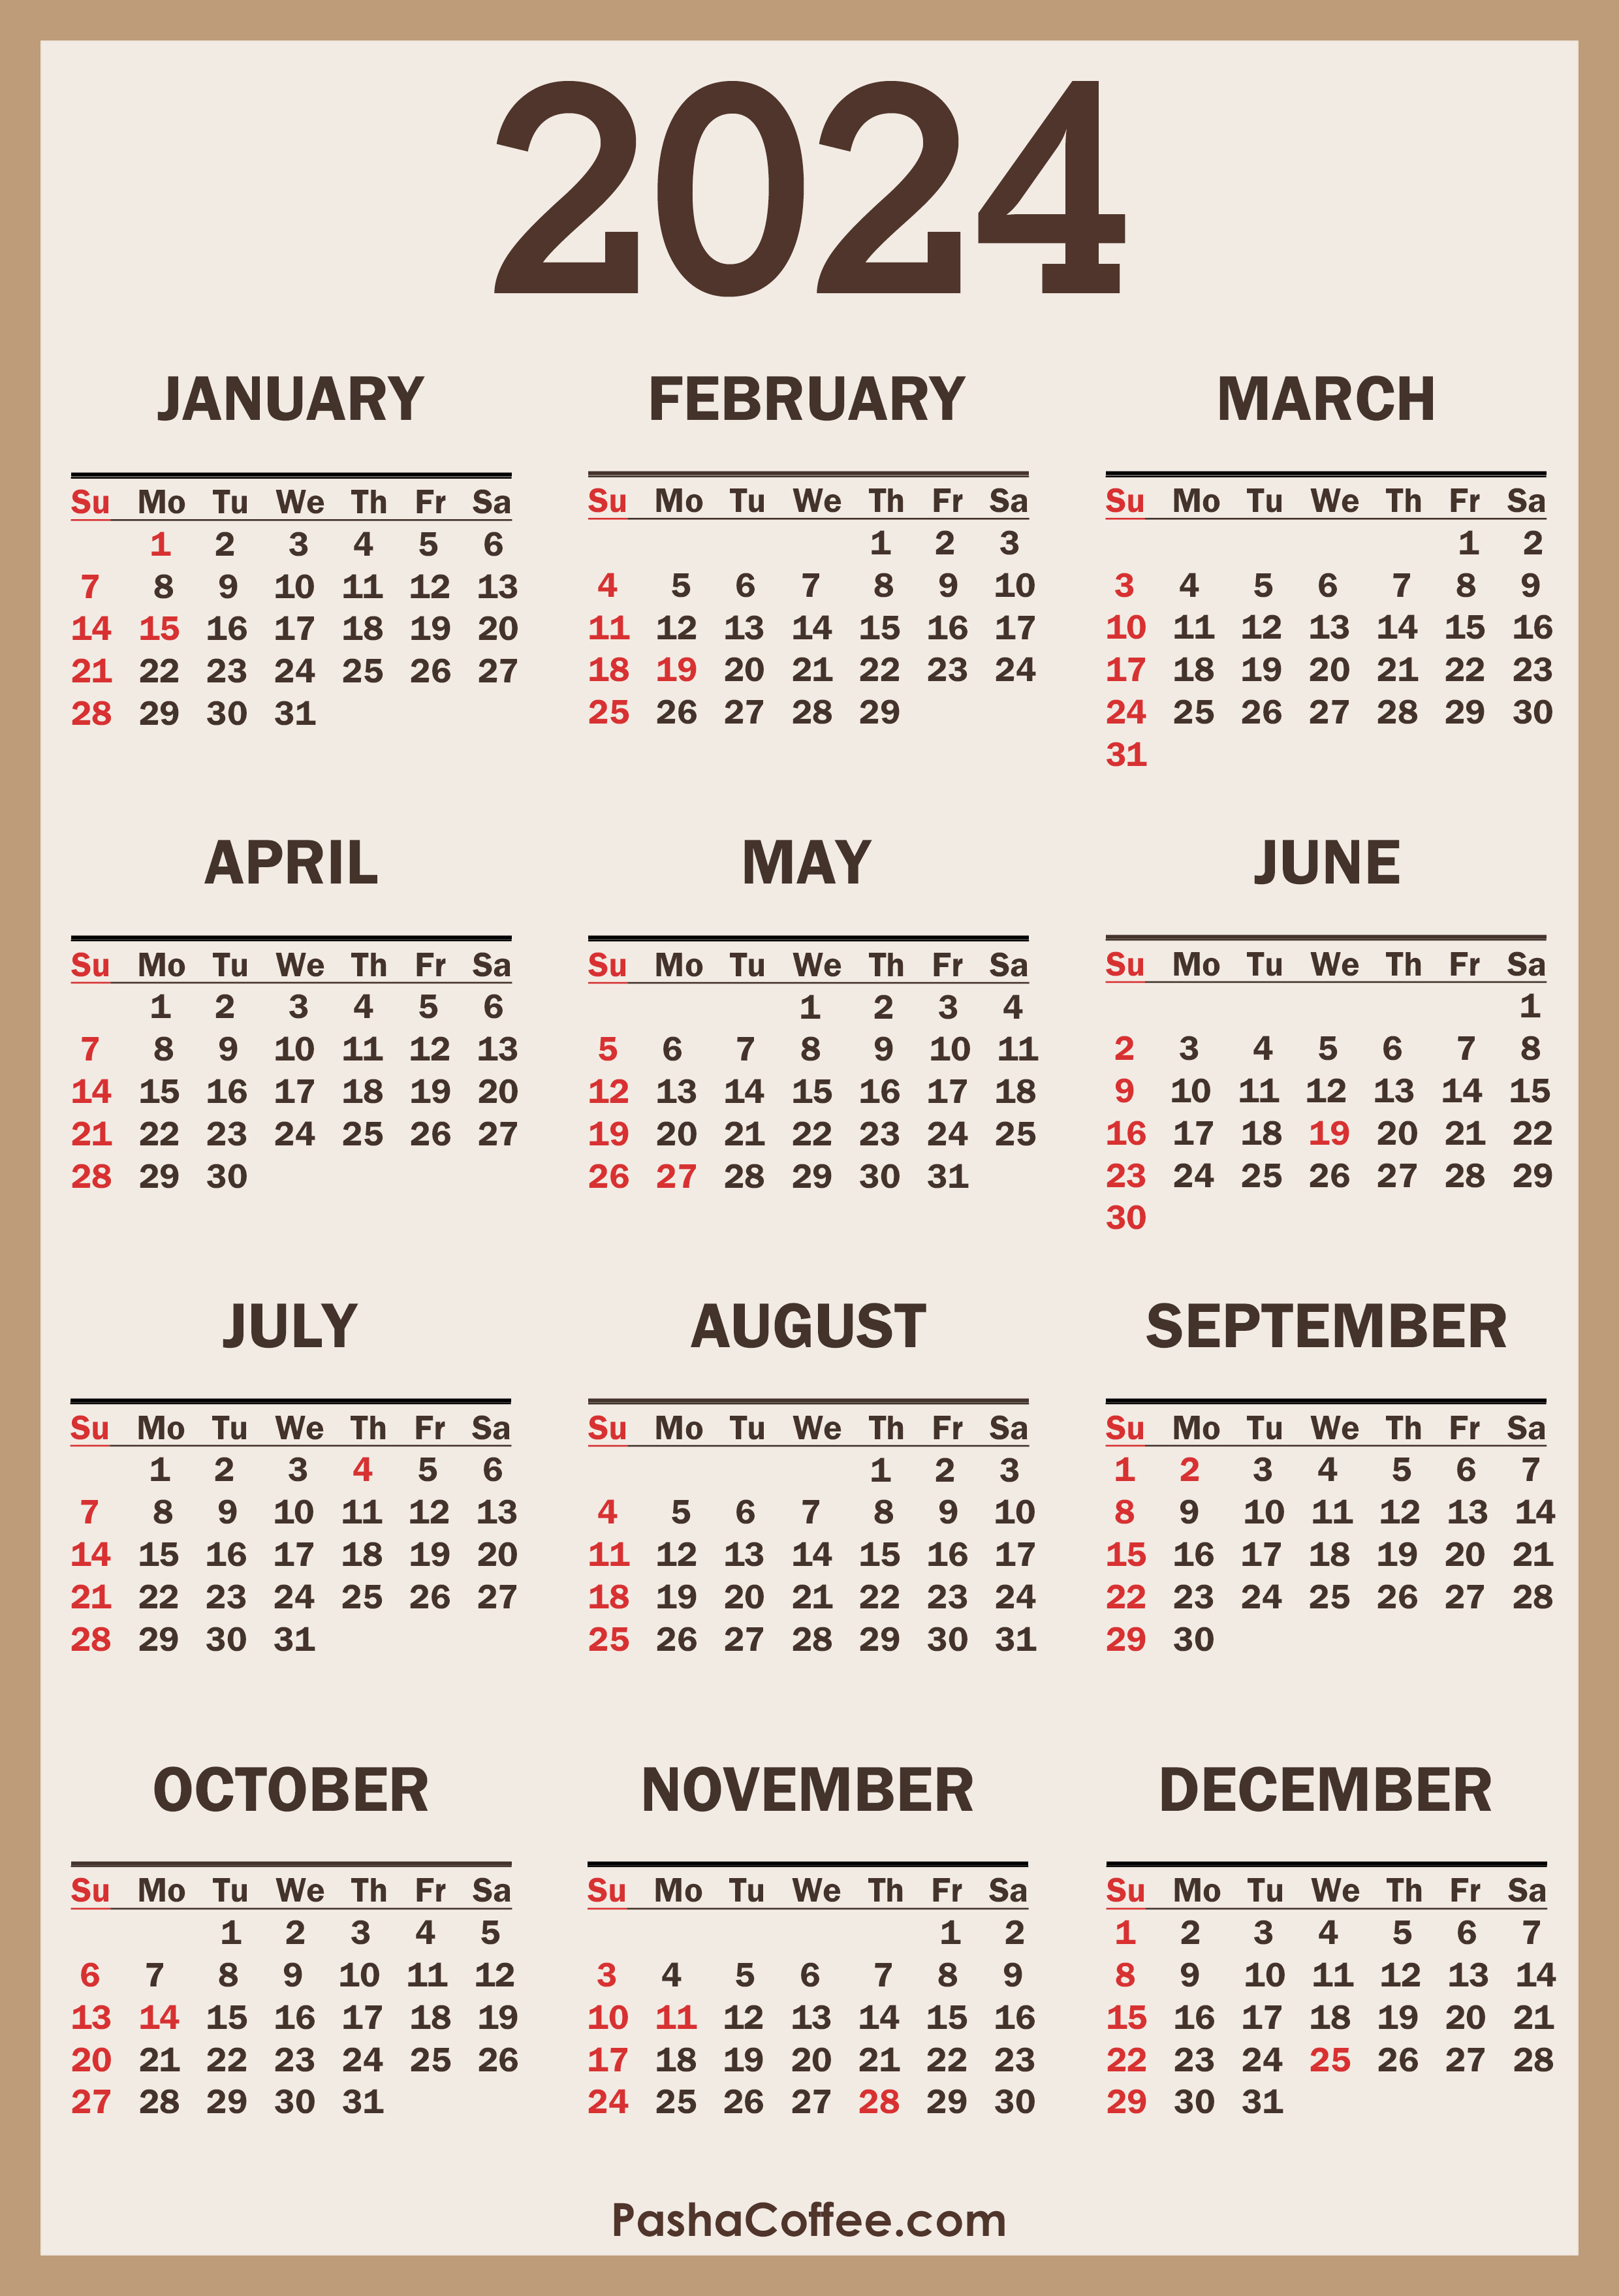 2024
JANUARY
Su Mo Tu We Th Fr Sa
1 2 3 4 5 6
7 8 9 10 11 12 13
14 15 16 17 18 19 20
21 22 23 24 25 26 27
28 29 30 31
FEBRUARY
Su Mo Tu We Th Fr Sa
1 2 3
4 5 6 7 8 9 10
11 12 13 14 15 16 17
18 19 20 21 22 23 24
25 26 27 28 29
MARCH
Su Mo Tu We Th Fr Sa
1 2
3 4 5 6 7 8 9
10 11 12 13 14 15 16
17 18 19 20 21 22 23
24 25 26 27 28 29 30
31
APRIL
Su Mo Tu We Th Fr Sa
1 2 3 4 5 6
7 8 9 10 11 12 13
14 15 16 17 18 19 20
21 22 23 24 25 26 27
28 29 30
MAY
Su Mo Tu We Th Fr Sa
1 2 3 4
5 6 7 8 9 10 11
12 13 14 15 16 17 18
19 20 21 22 23 24 25
26 27 28 29 30 31
JUNE
Su Mo Tu We Th Fr Sa
1
2 3 4 5 6 7 8
9 10 11 12 13 14 15
16 17 18 19 20 21 22
23 24 25 26 27 28 29
30
JULY
Su Mo Tu We Th Fr Sa
1 2 3 4 5 6
7 8 9 10 11 12 13
14 15 16 17 18 19 20
21 22 23 24 25 26 27
28 29 30 31
AUGUST
Su Mo Tu We Th Fr Sa
1 2 3
4 5 6 7 8 9 10
11 12 13 14 15 16 17
18 19 20 21 22 23 24
25 26 27 28 29 30 31
SEPTEMBER
Su Mo Tu We Th Fr Sa
1 2 3 4 5 6 7
8 9 10 11 12 13 14
15 16 17 18 19 20 21
22 23 24 25 26 27 28
29 30
OCTOBER
Su Mo Tu We Th Fr Sa
1 2 3 4 5
6 7 8 9 10 11 12
13 14 15 16 17 18 19
20 21 22 23 24 25 26
27 28 29 30 31
NOVEMBER
Su Mo Tu We Th Fr Sa
1 2
3 4 5 6 7 8 9
10 11 12 13 14 15 16
17 18 19 20 21 22 23
24 25 26 27 28 29 30
DECEMBER
Su Mo Tu We Th Fr Sa
1 2 3 4 5 6 7
8 9 10 11 12 13 14
15 16 17 18 19 20 21
22 23 24 25 26 27 28
29 30 31
PashaCoffee.com